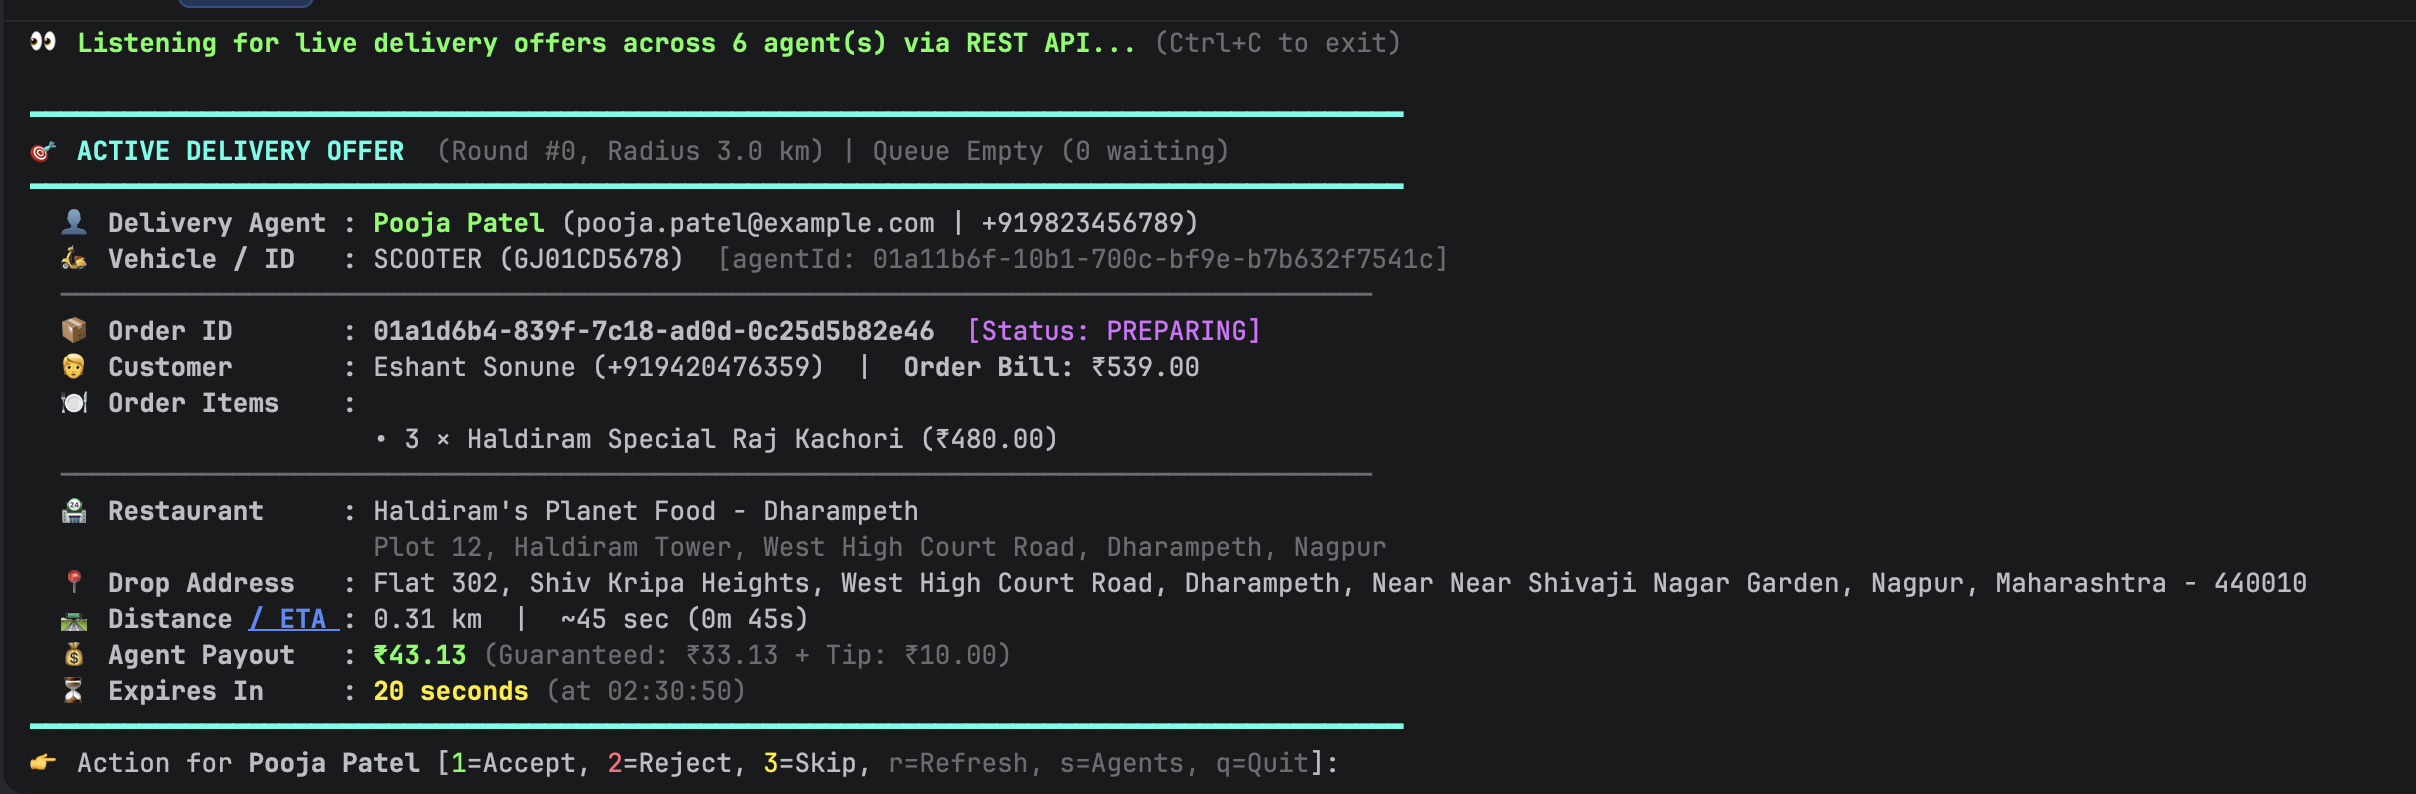 👀 Listening for live delivery offers across 6 agent(s) via REST API... (Ctrl+C to exit)
🎯 ACTIVE DELIVERY OFFER (Round #0, Radius 3.0 km) | Queue Empty (0 waiting)
👤 Delivery Agent : Pooja Patel (pooja.patel@example.com | +919823456789)
🛵 Vehicle / ID : SCOOTER (GJ01CD5678) [agentId: 01a11b6f-10b1-700c-bf9e-b7b632f7541c]
📦 Order ID : 01a1d6b4-839f-7c18-ad0d-0c25d5b82e46 [Status: PREPARING]
🧑 Customer : Eshant Sonune (+919420476359) | Order Bill: ₹539.00
🍽️ Order Items :
• 3 × Haldiram Special Raj Kachori (₹480.00)
🏪 Restaurant : Haldiram's Planet Food - Dharampeth
Plot 12, Haldiram Tower, West High Court Road, Dharampeth, Nagpur
📍 Drop Address : Flat 302, Shiv Kripa Heights, West High Court Road, Dharampeth, Near Near Shivaji Nagar Garden, Nagpur, Maharashtra - 440010
🛣️ Distance / ETA : 0.31 km | ~45 sec (0m 45s)
💰 Agent Payout : ₹43.13 (Guaranteed: ₹33.13 + Tip: ₹10.00)
⏳ Expires In : 20 seconds (at 02:30:50)
👉 Action for Pooja Patel [1=Accept, 2=Reject, 3=Skip, r=Refresh, s=Agents, q=Quit]: